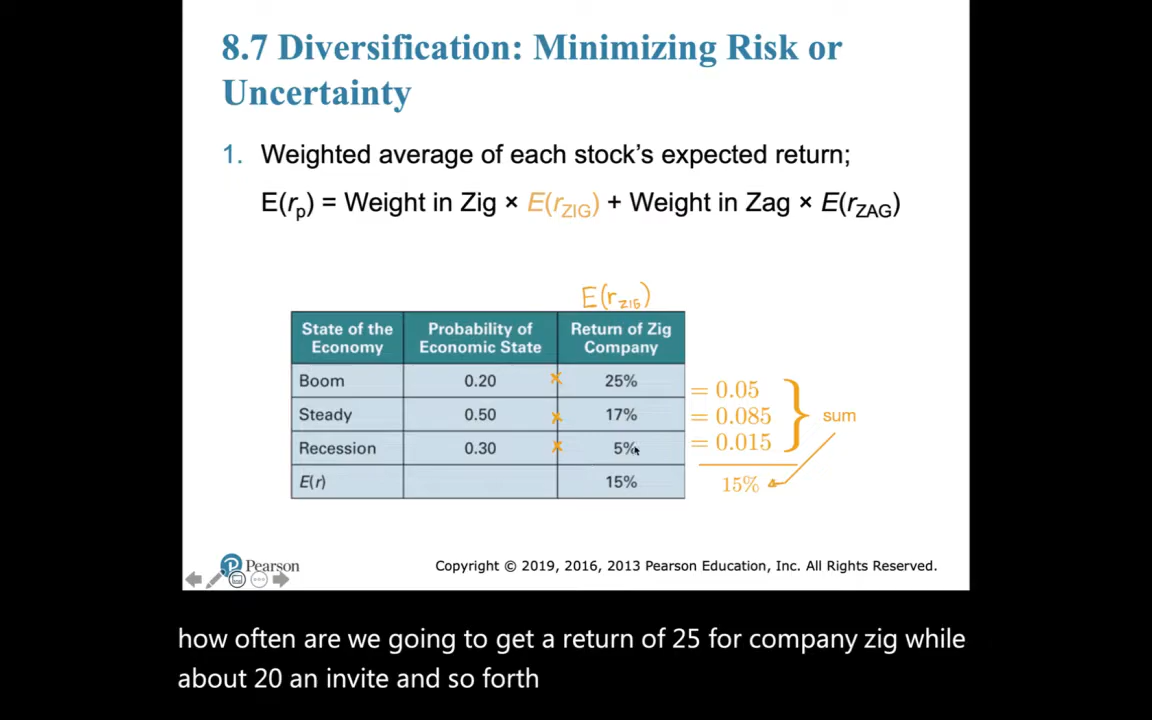 8.7 Diversification: Minimizing Risk or
Uncertainty
1. Weighted average of each stock's expected return;
E(rp) = Weight in Zig × E(rZIG) + Weight in Zag × E(rZAG)
E(rZIG)
State of the Economy Probability of Economic State Return of Zig Company
Boom 0.20 × 25% = 0.05
Steady 0.50 × 17% = 0.085 } sum
Recession 0.30 × 5% = 0.015
E(r) 15% 15%
Pearson
Copyright © 2019, 2016, 2013 Pearson Education, Inc. All Rights Reserved.
how often are we going to get a return of 25 for company zig while
about 20 an invite and so forth